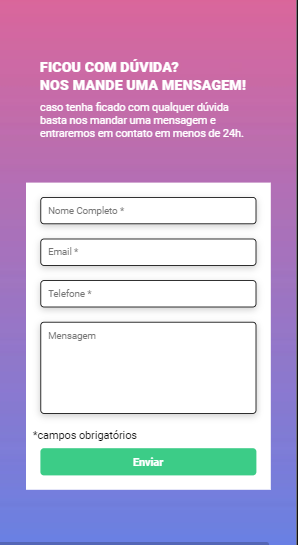 FICOU COM DÚVIDA?
NOS MANDE UMA MENSAGEM!
caso tenha ficado com qualquer dúvida
basta nos mandar uma mensagem e
entraremos em contato em menos de 24h.
Nome Completo *
Email *
Telefone *
Mensagem
*campos obrigatórios
Enviar